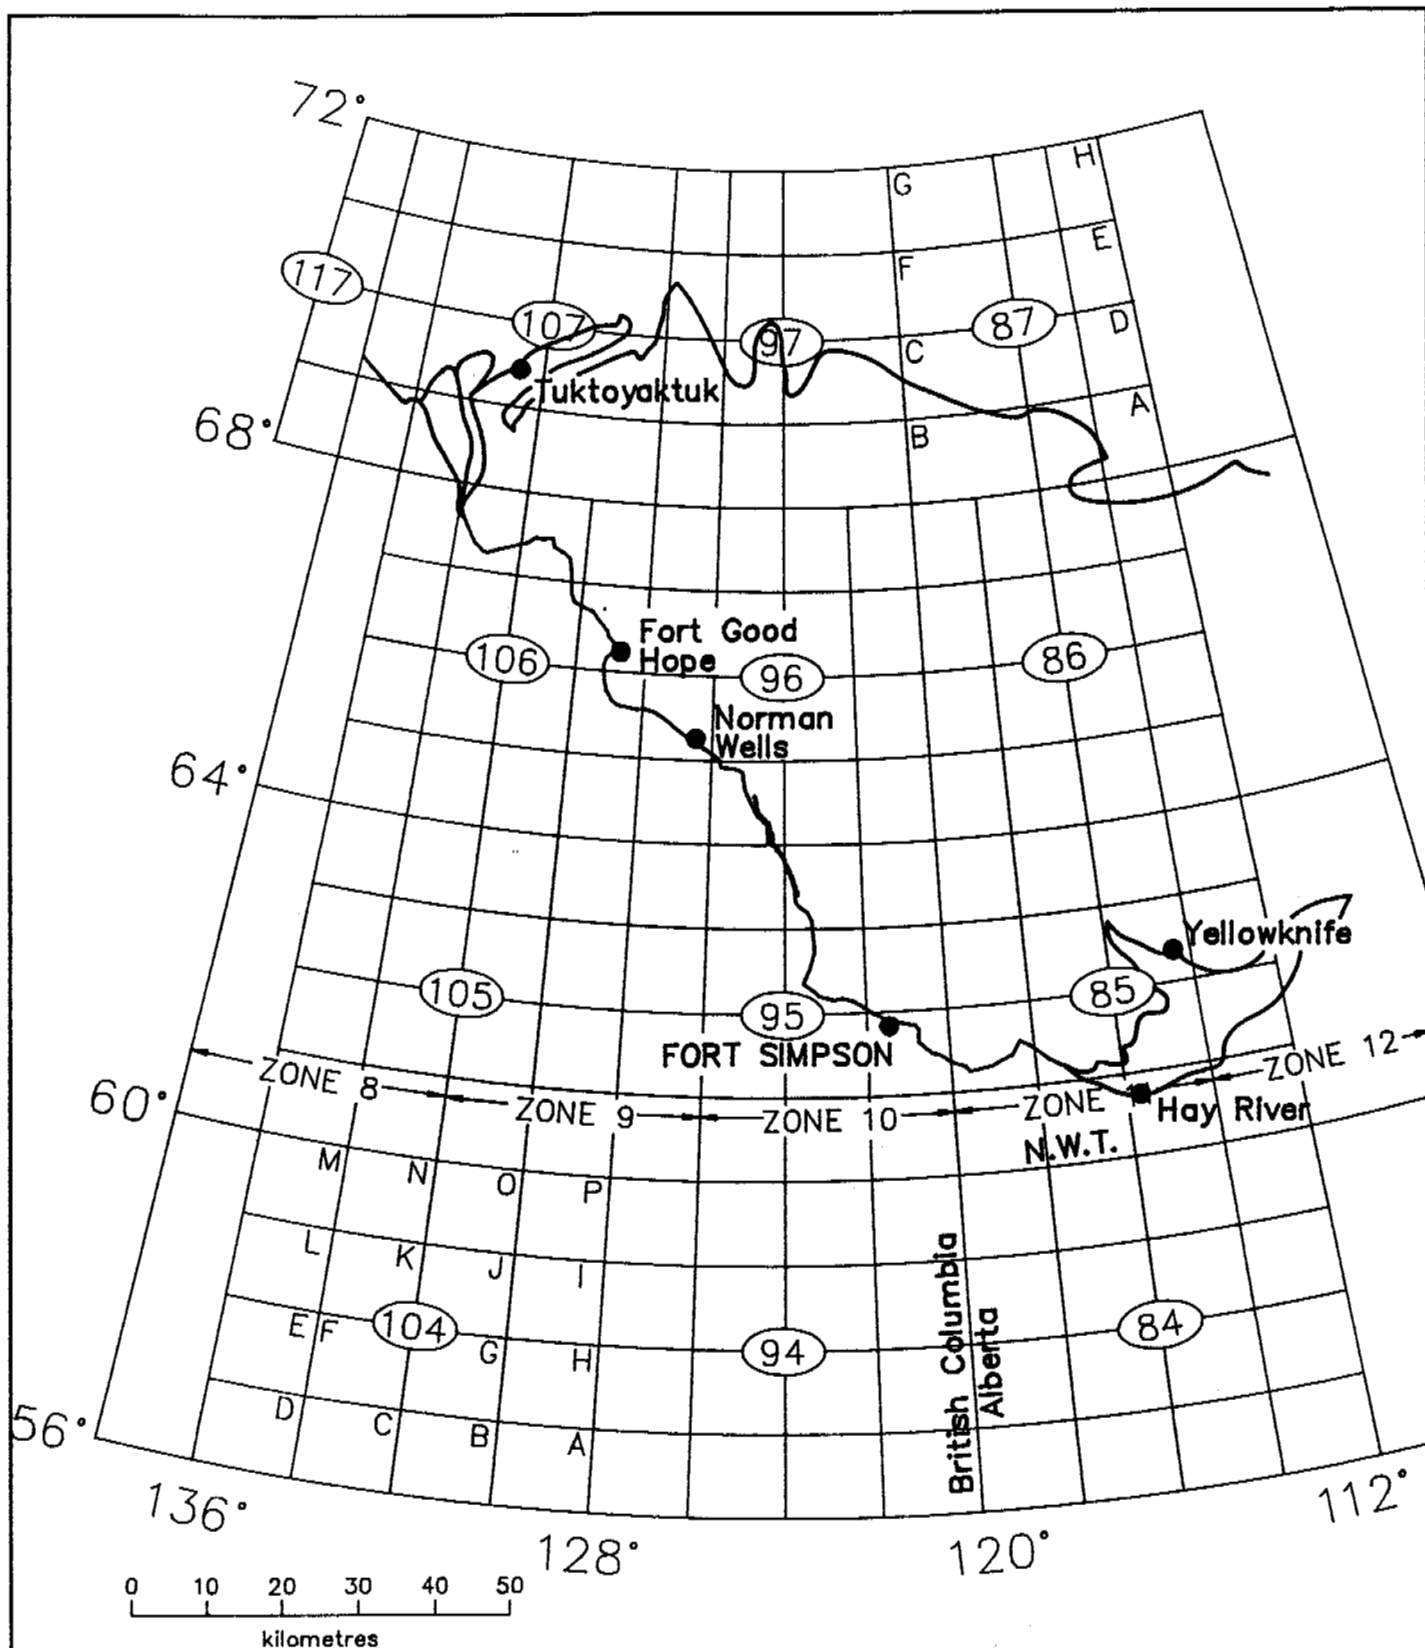 72°
H
G
E
F
117
107
97
87
D
C
Tuktoyaktuk
A
68°
B
Fort Good
Hope
106
96
86
Norman
Wells
64°
Yellowknife
105
95
85
FORT SIMPSON
ZONE 8
ZONE 9
ZONE 10
ZONE
ZONE 12
60°
Hay River
N.W.T.
M
N
O
P
L
K
J
I
British Columbia
Alberta
E
F
104
G
H
94
84
D
C
B
A
56°
136°
128°
120°
112°
0 10 20 30 40 50
kilometres